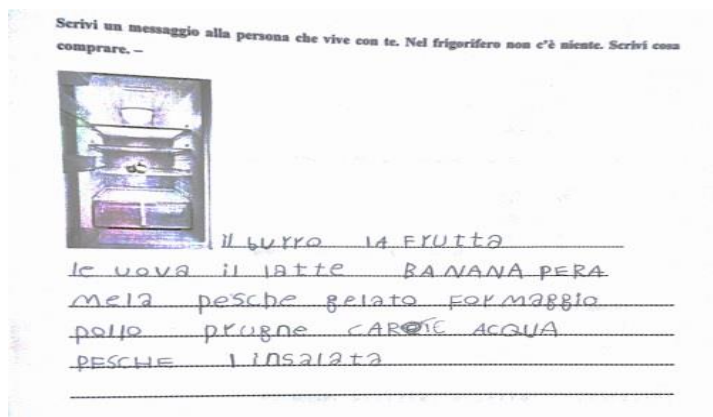 Scrivi un messaggio alla persona che vive con te. Nel frigorifero non c'è niente. Scrivi cosa
comprare. –
il burro la Frutta
le uova il latte BANANA PERA
mela pesche gelato Formaggio
pollo prugne CAROTE ACQUA
PESCHE l insalata